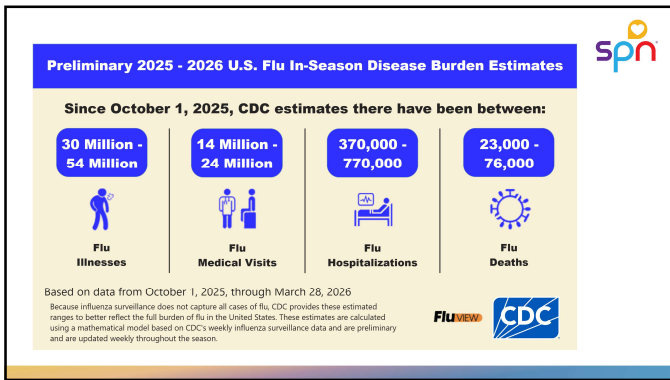 spn
Preliminary 2025 - 2026 U.S. Flu In-Season Disease Burden Estimates
Since October 1, 2025, CDC estimates there have been between:
30 Million -
54 Million
Flu
Illnesses
14 Million -
24 Million
Flu
Medical Visits
370,000 -
770,000
Flu
Hospitalizations
23,000 -
76,000
Flu
Deaths
Based on data from October 1, 2025, through March 28, 2026
Because influenza surveillance does not capture all cases of flu, CDC provides these estimated
ranges to better reflect the full burden of flu in the United States. These estimates are calculated
using a mathematical model based on CDC's weekly influenza surveillance data and are preliminary
and are updated weekly throughout the season.
FluVIEW
CDC